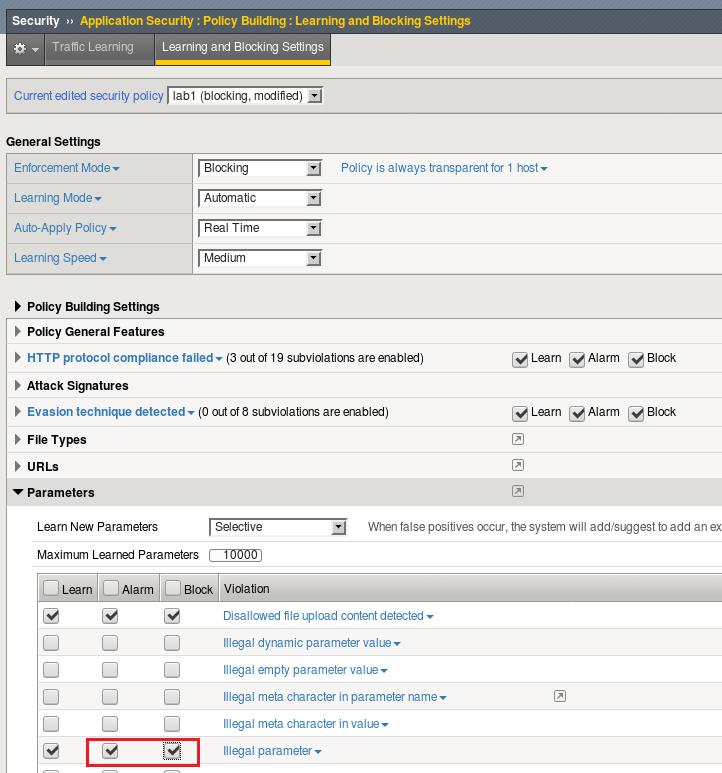 Security ›› Application Security : Policy Building : Learning and Blocking Settings
Traffic Learning Learning and Blocking Settings
Current edited security policy lab1 (blocking, modified)
General Settings
Enforcement Mode Blocking Policy is always transparent for 1 host
Learning Mode Automatic
Auto-Apply Policy Real Time
Learning Speed Medium
Policy Building Settings
Policy General Features
HTTP protocol compliance failed (3 out of 19 subviolations are enabled) Learn Alarm Block
Attack Signatures
Evasion technique detected (0 out of 8 subviolations are enabled) Learn Alarm Block
File Types
URLs
Parameters
Learn New Parameters Selective When false positives occur, the system will add/suggest to add an ex
Maximum Learned Parameters 10000
Learn Alarm Block Violation
Disallowed file upload content detected
Illegal dynamic parameter value
Illegal empty parameter value
Illegal meta character in parameter name
Illegal meta character in value
Illegal parameter